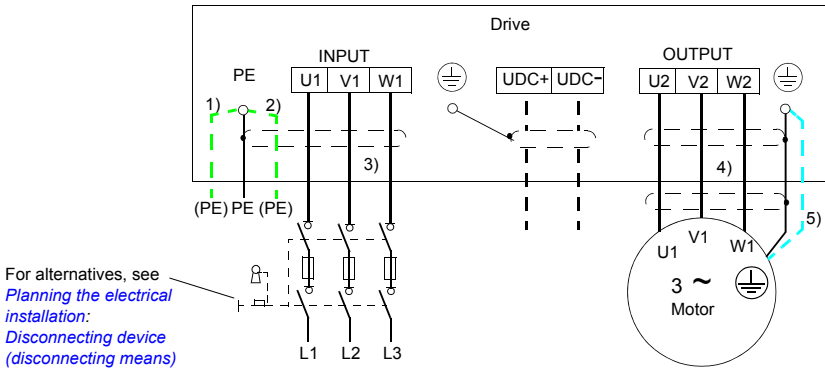 Drive
INPUT
OUTPUT
PE
U1 V1 W1
UDC+ UDC−
U2 V2 W2
1) 2)
3)
4)
(PE) PE (PE)
5)
U1 V1 W1
3 ~
Motor
For alternatives, see
Planning the electrical
installation:
Disconnecting device
(disconnecting means)
L1 L2 L3